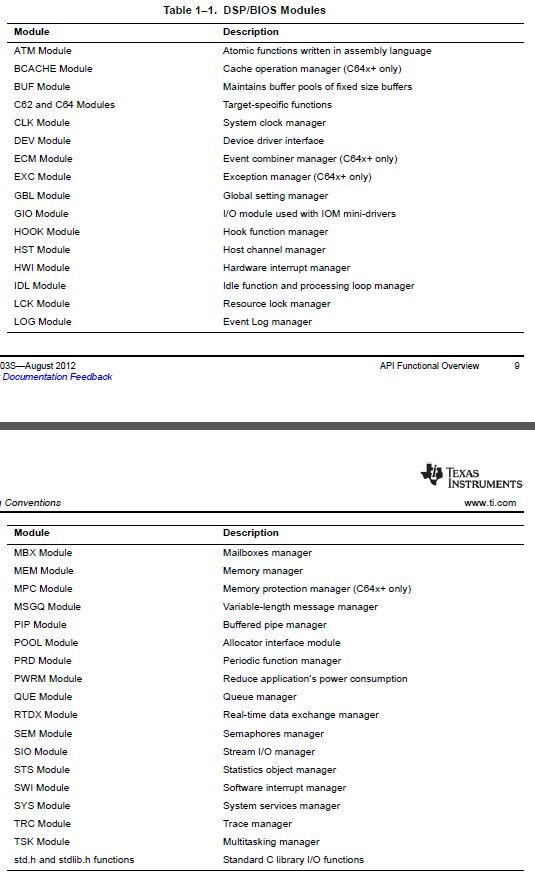 Table 1–1. DSP/BIOS Modules
Module Description
ATM Module Atomic functions written in assembly language
BCACHE Module Cache operation manager (C64x+ only)
BUF Module Maintains buffer pools of fixed size buffers
C62 and C64 Modules Target-specific functions
CLK Module System clock manager
DEV Module Device driver interface
ECM Module Event combiner manager (C64x+ only)
EXC Module Exception manager (C64x+ only)
GBL Module Global setting manager
GIO Module I/O module used with IOM mini-drivers
HOOK Module Hook function manager
HST Module Host channel manager
HWI Module Hardware interrupt manager
IDL Module Idle function and processing loop manager
LCK Module Resource lock manager
LOG Module Event Log manager
03S—August 2012 API Functional Overview 9
Documentation Feedback
TEXAS
INSTRUMENTS
Conventions www.ti.com
Module Description
MBX Module Mailboxes manager
MEM Module Memory manager
MPC Module Memory protection manager (C64x+ only)
MSGQ Module Variable-length message manager
PIP Module Buffered pipe manager
POOL Module Allocator interface module
PRD Module Periodic function manager
PWRM Module Reduce application's power consumption
QUE Module Queue manager
RTDX Module Real-time data exchange manager
SEM Module Semaphores manager
SIO Module Stream I/O manager
STS Module Statistics object manager
SWI Module Software interrupt manager
SYS Module System services manager
TRC Module Trace manager
TSK Module Multitasking manager
std.h and stdlib.h functions Standard C library I/O functions